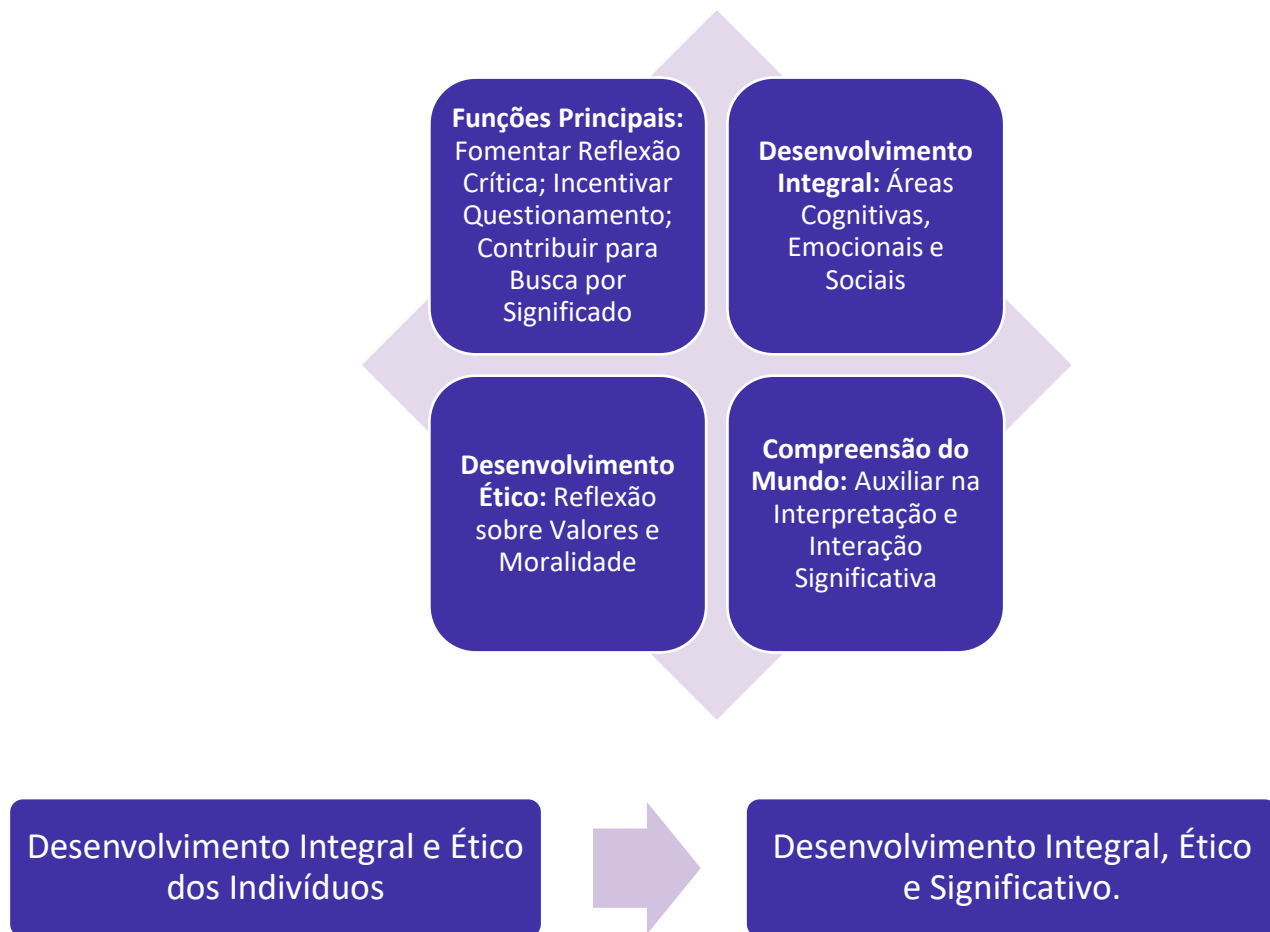 Funções Principais:
Fomentar Reflexão
Crítica; Incentivar
Questionamento;
Contribuir para
Busca por
Significado
Desenvolvimento
Integral: Áreas
Cognitivas,
Emocionais e
Sociais
Desenvolvimento
Ético: Reflexão
sobre Valores e
Moralidade
Compreensão do
Mundo: Auxiliar na
Interpretação e
Interação
Significativa
Desenvolvimento Integral e Ético
dos Indivíduos
Desenvolvimento Integral, Ético
e Significativo.